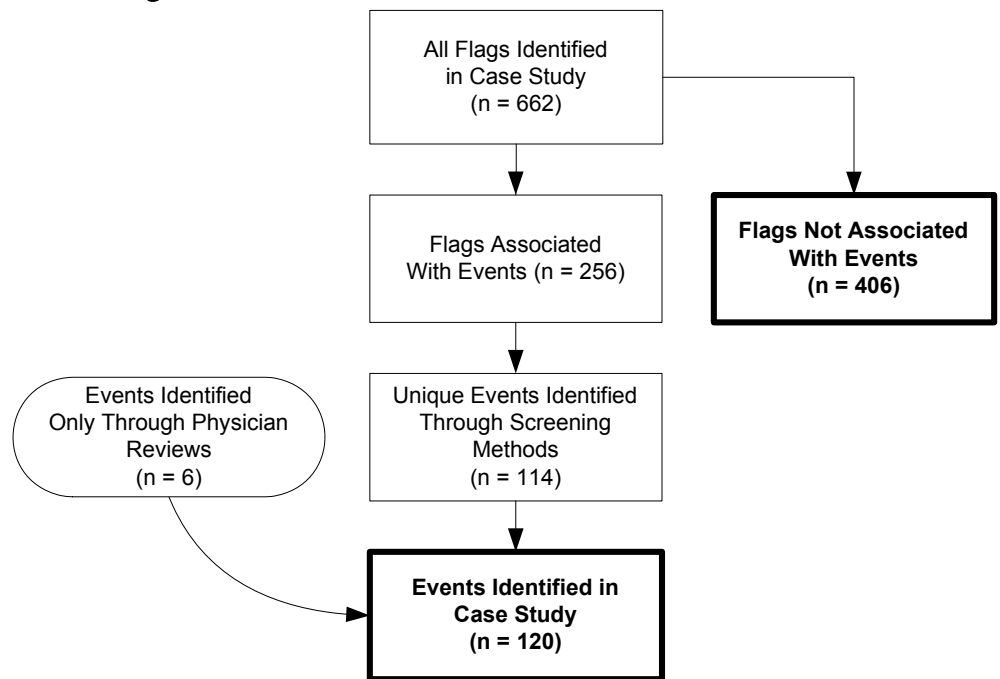 All Flags Identified
in Case Study
(n = 662)
Flags Associated
With Events (n = 256)
Flags Not Associated
With Events
(n = 406)
Events Identified
Only Through Physician
Reviews
(n = 6)
Unique Events Identified
Through Screening
Methods
(n = 114)
Events Identified in
Case Study
(n = 120)